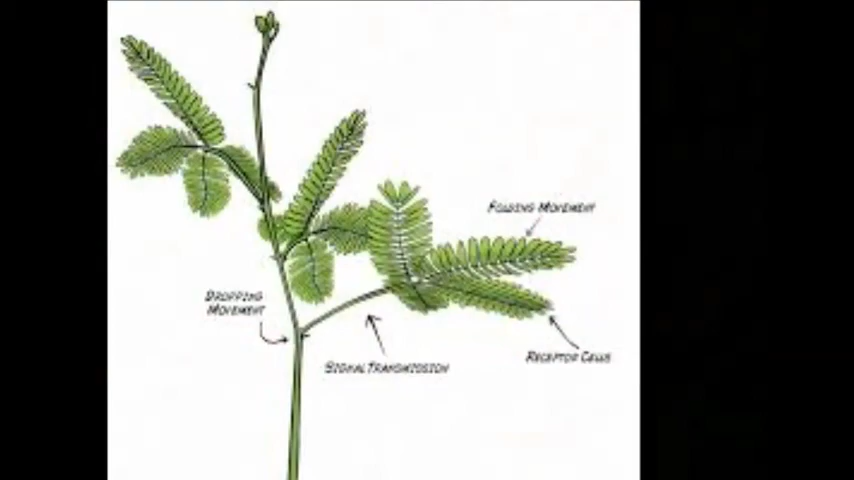 FOLDING MOVEMENT
DROPPING
MOVEMENT
RECEPTOR CELLS
SIGNAL TRANSMISSION